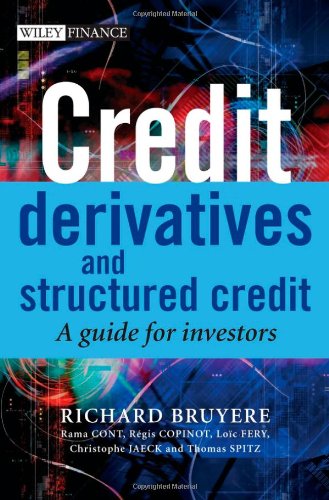 WILEY FINANCE
Credit
derivatives
and
structured credit
A guide for investors
RICHARD BRUYERE
Rama CONT, Régis COPINOT, Loïc FERY,
Christophe JAECK and Thomas SPITZ